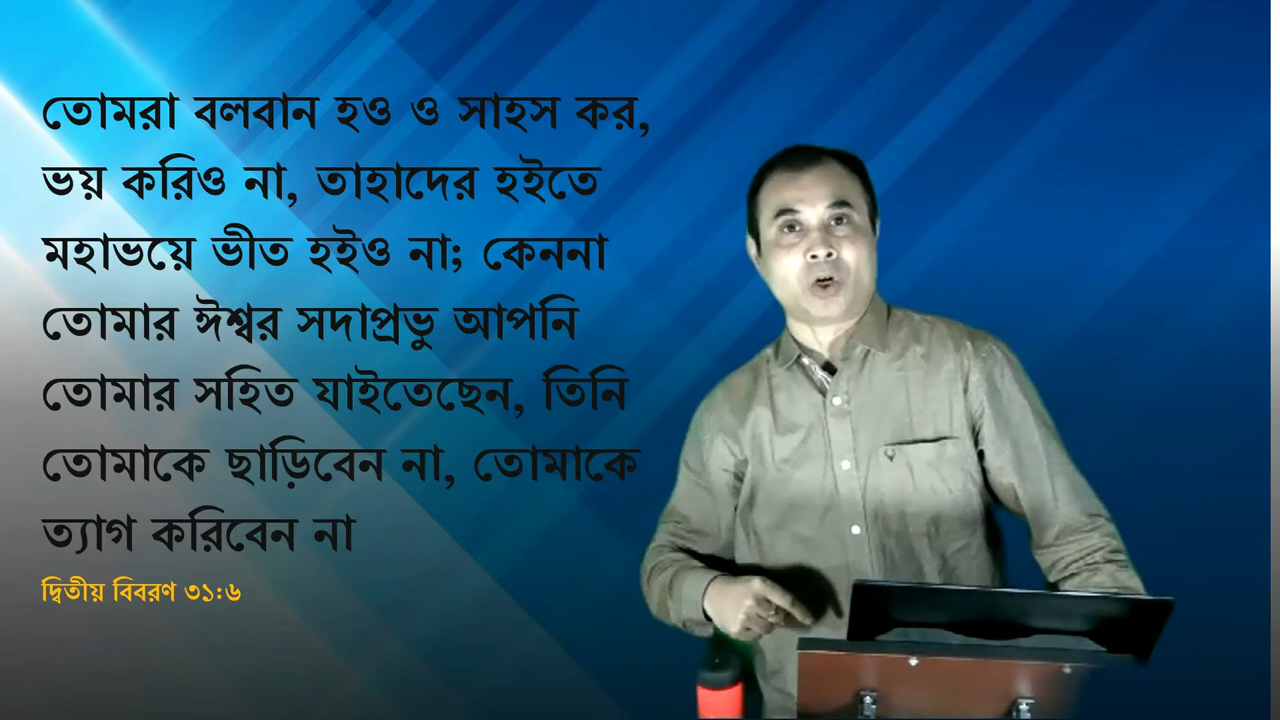 তোমরা বলবান হও ও সাহস কর,
ভয় করিও না, তাহাদের হইতে
মহাভয়ে ভীত হইও না; কেননা
তোমার ঈশ্বর সদাপ্রভু আপনি
তোমার সহিত যাইতেছেন, তিনি
তোমাকে ছাড়িবেন না, তোমাকে
ত্যাগ করিবেন না
দ্বিতীয় বিবরণ ৩১:৬